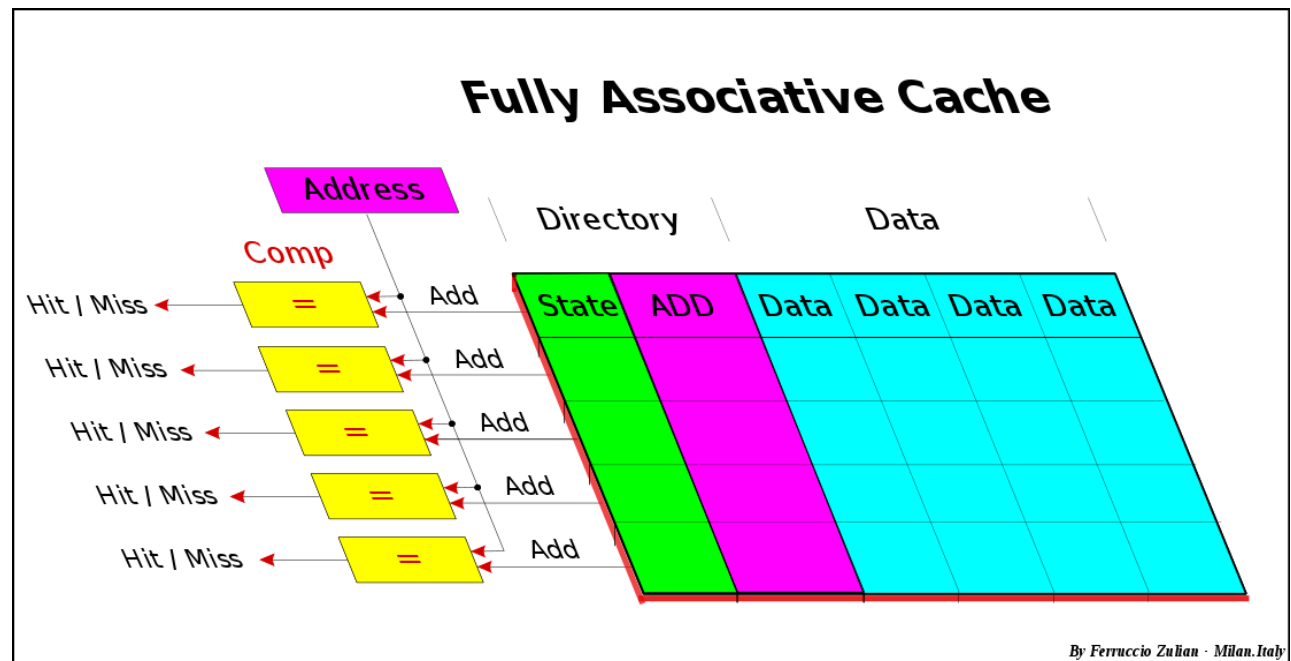 Fully Associative Cache
Address
Directory
Data
Comp
Hit / Miss
=
Add
State
ADD
Data
Data
Data
Data
Hit / Miss
=
Add
Hit / Miss
=
Add
Hit / Miss
=
Add
Hit / Miss
=
Add
By Ferruccio Zulian - Milan.Italy